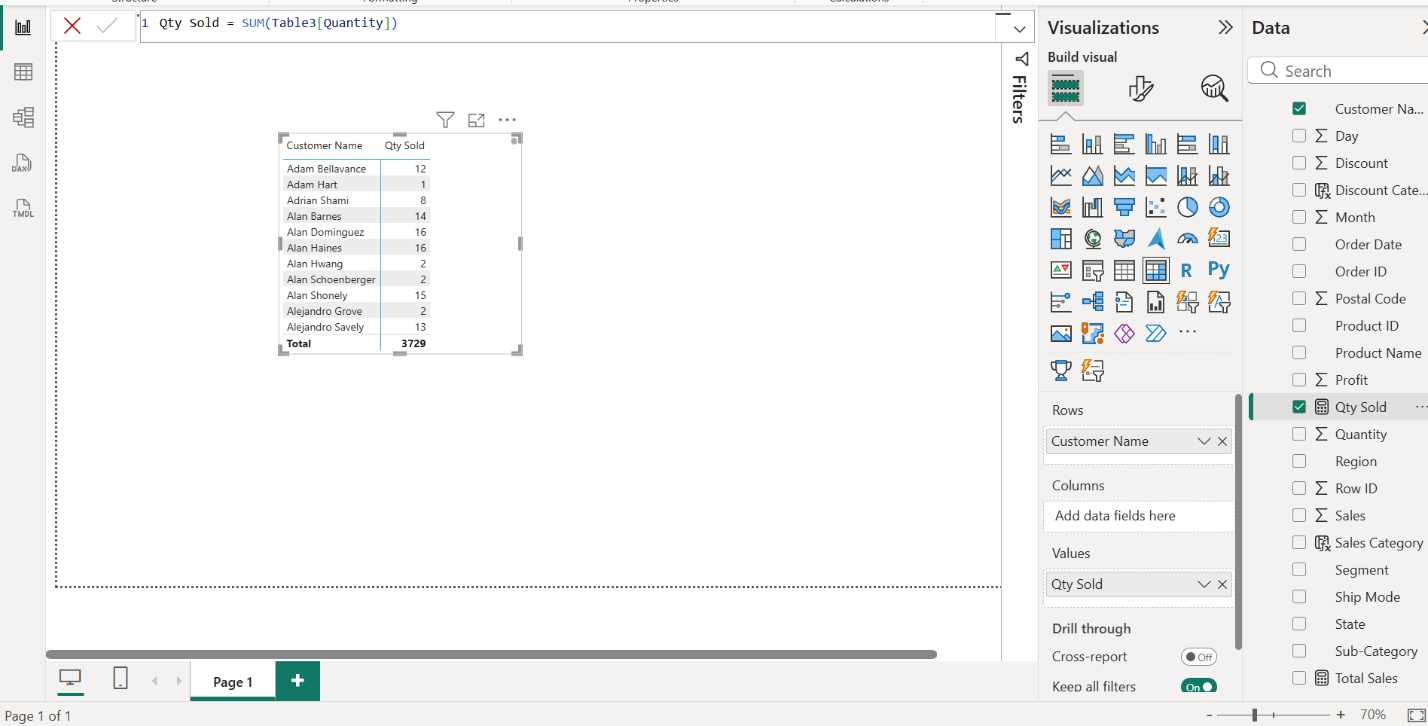 Structure
Formatting
Properties
Calculations
1 Qty Sold = SUM(Table3[Quantity])
Customer Name Qty Sold
Adam Bellavance 12
Adam Hart 1
Adrian Shami 8
Alan Barnes 14
Alan Dominguez 16
Alan Haines 16
Alan Hwang 2
Alan Schoenberger 2
Alan Shonely 15
Alejandro Grove 2
Alejandro Savely 13
Total 3729
DAX
TMDL
Filters
Visualizations
Build visual
123
R Py
Rows
Customer Name
Columns
Add data fields here
Values
Qty Sold
Drill through
Cross-report Off
Keep all filters On
Data
Search
Customer Na...
Σ Day
Σ Discount
Discount Cate...
Σ Month
Order Date
Order ID
Σ Postal Code
Product ID
Product Name
Σ Profit
Qty Sold ...
Σ Quantity
Region
Σ Row ID
Σ Sales
Sales Category
Segment
Ship Mode
State
Sub-Category
Total Sales
Page 1 +
Page 1 of 1
- + 70%